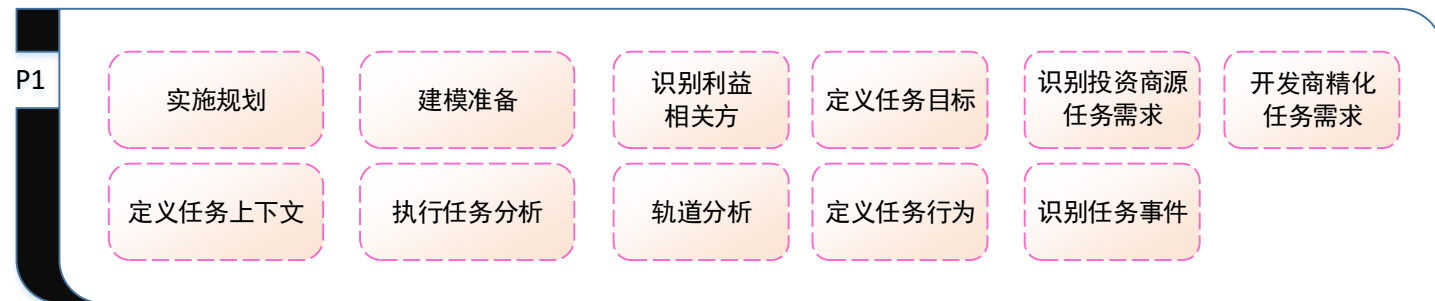 P1
实施规划
建模准备
识别利益
相关方
定义任务目标
识别投资商源
任务需求
开发商精化
任务需求
定义任务上下文
执行任务分析
轨道分析
定义任务行为
识别任务事件